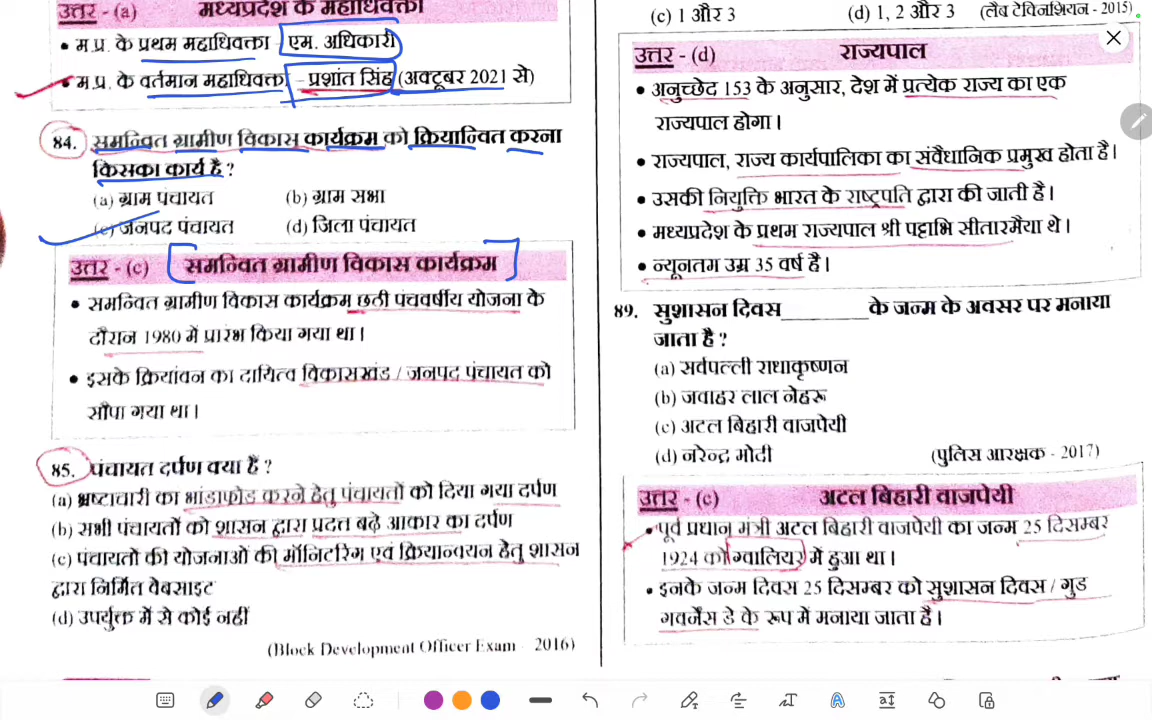 उत्तर - (a) मध्यप्रदेश के महाधिवक्ता
• म.प्र. के प्रथम महाधिवक्ता - एम. अधिकारी
• म.प्र. के वर्तमान महाधिवक्ता - प्रशांत सिंह (अक्टूबर 2021 से)
84. समन्वित ग्रामीण विकास कार्यक्रम को क्रियान्वित करना
किसका कार्य है ?
(a) ग्राम पंचायत (b) ग्राम सभा
(c) जनपद पंचायत (d) जिला पंचायत
उत्तर - (c) समन्वित ग्रामीण विकास कार्यक्रम
• समन्वित ग्रामीण विकास कार्यक्रम छठी पंचवर्षीय योजना के
दौरान 1980 में प्रारंभ किया गया था।
• इसके क्रियांवन का दायित्व विकासखंड / जनपद पंचायत को
सौंपा गया था।
85. पंचायत दर्पण क्या है ?
(a) भ्रष्टाचारी का भांडाफोड करने हेतु पंचायतों को दिया गया दर्पण
(b) सभी पंचायतों को शासन द्वारा प्रदत बढ़े आकार का दर्पण
(c) पंचायतों की योजनाओं की मॉनिटरिंग एवं क्रियान्वयन हेतु शासन
द्वारा निर्मित वेबसाइट
(d) उपर्युक्त में से कोई नहीं
(Block Development Officer Exam - 2016)
(c) 1 और 3 (d) 1, 2 और 3 (लैब टेक्निशियन - 2015)
उत्तर - (d) राज्यपाल
• अनुच्छेद 153 के अनुसार, देश में प्रत्येक राज्य का एक
राज्यपाल होगा।
• राज्यपाल, राज्य कार्यपालिका का संवैधानिक प्रमुख होता है।
• उसकी नियुक्ति भारत के राष्ट्रपति द्वारा की जाती है।
• मध्यप्रदेश के प्रथम राज्यपाल श्री पट्टाभि सीतारमैया थे।
• न्यूनतम उम्र 35 वर्ष है।
89. सुशासन दिवस________के जन्म के अवसर पर मनाया
जाता है ?
(a) सर्वपल्ली राधाकृष्णन
(b) जवाहर लाल नेहरू
(c) अटल बिहारी वाजपेयी
(d) नरेन्द्र मोदी (पुलिस आरक्षक - 2017)
उत्तर - (c) अटल बिहारी वाजपेयी
• पूर्व प्रधान मंत्री अटल बिहारी वाजपेयी का जन्म 25 दिसम्बर
1924 को ग्वालियर में हुआ था।
• इनके जन्म दिवस 25 दिसम्बर को सुशासन दिवस / गुड
गवर्नेंस डे के रूप में मनाया जाता है।